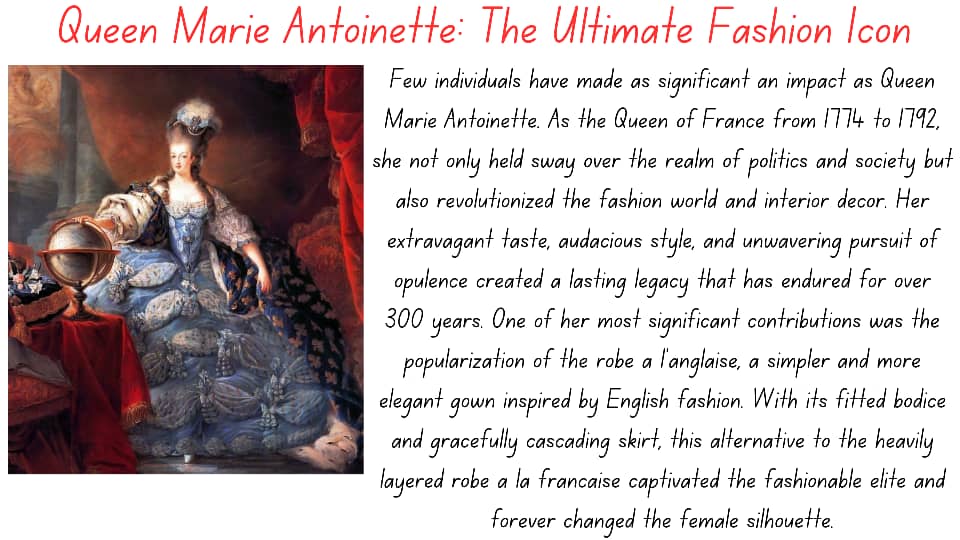 Queen Marie Antoinette: The Ultimate Fashion Icon
Few individuals have made as significant an impact as Queen
Marie Antoinette. As the Queen of France from 1774 to 1792,
she not only held sway over the realm of politics and society but
also revolutionized the fashion world and interior decor. Her
extravagant taste, audacious style, and unwavering pursuit of
opulence created a lasting legacy that has endured for over
300 years. One of her most significant contributions was the
popularization of the robe a l'anglaise, a simpler and more
elegant gown inspired by English fashion. With its fitted bodice
and gracefully cascading skirt, this alternative to the heavily
layered robe a la francaise captivated the fashionable elite and
forever changed the female silhouette.